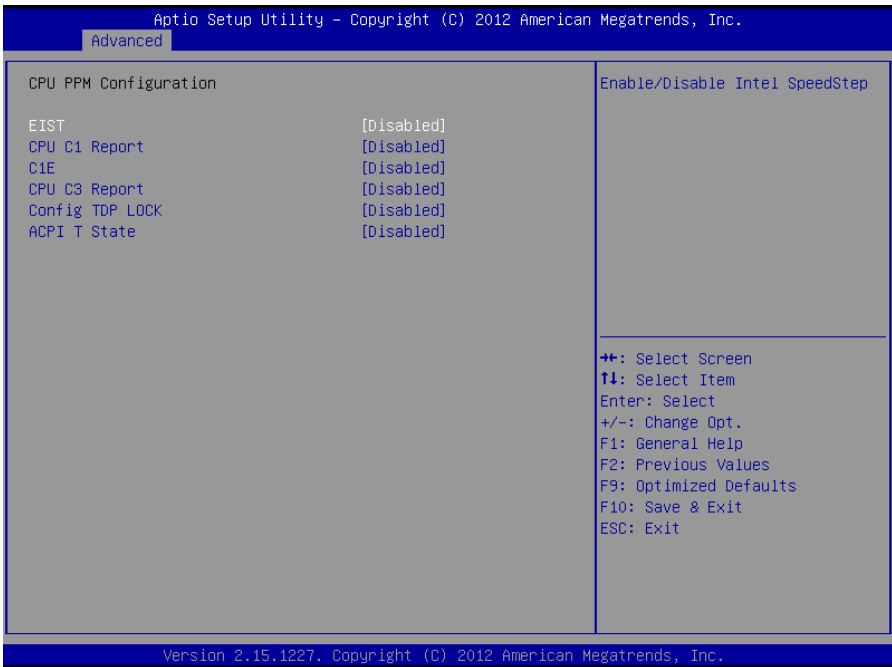 Aptio Setup Utility – Copyright (C) 2012 American Megatrends, Inc.
Advanced
CPU PPM Configuration
EIST [Disabled]
CPU C1 Report [Disabled]
C1E [Disabled]
CPU C3 Report [Disabled]
Config TDP LOCK [Disabled]
ACPI T State [Disabled]
Enable/Disable Intel SpeedStep
→←: Select Screen
↑↓: Select Item
Enter: Select
+/-: Change Opt.
F1: General Help
F2: Previous Values
F9: Optimized Defaults
F10: Save & Exit
ESC: Exit
Version 2.15.1227. Copyright (C) 2012 American Megatrends, Inc.